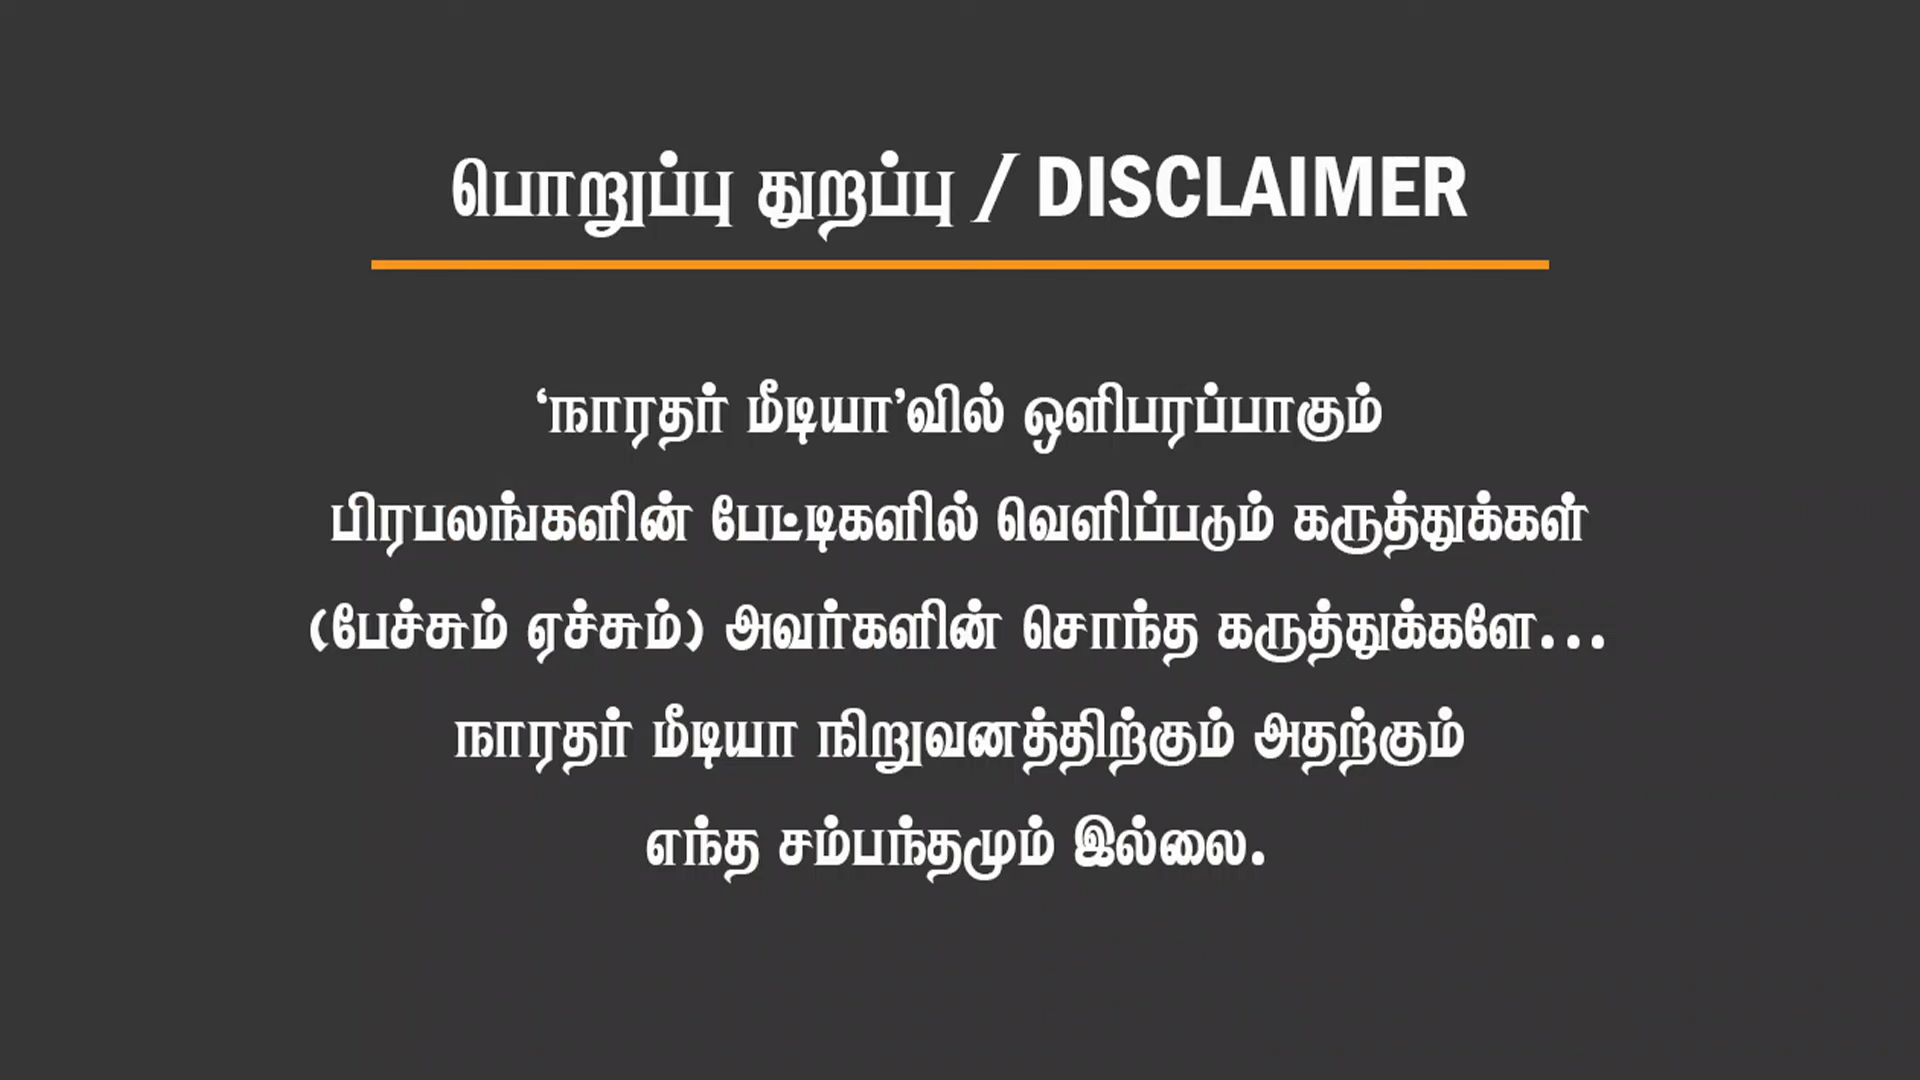 பொறுப்பு துறப்பு / DISCLAIMER
‘நாரதர் மீடியா’வில் ஒளிபரப்பாகும்
பிரபலங்களின் பேட்டிகளில் வெளிப்படும் கருத்துக்கள்
(பேச்சும் ஏச்சும்) அவர்களின் சொந்த கருத்துக்களே...
நாரதர் மீடியா நிறுவனத்திற்கும் அதற்கும்
எந்த சம்பந்தமும் இல்லை.